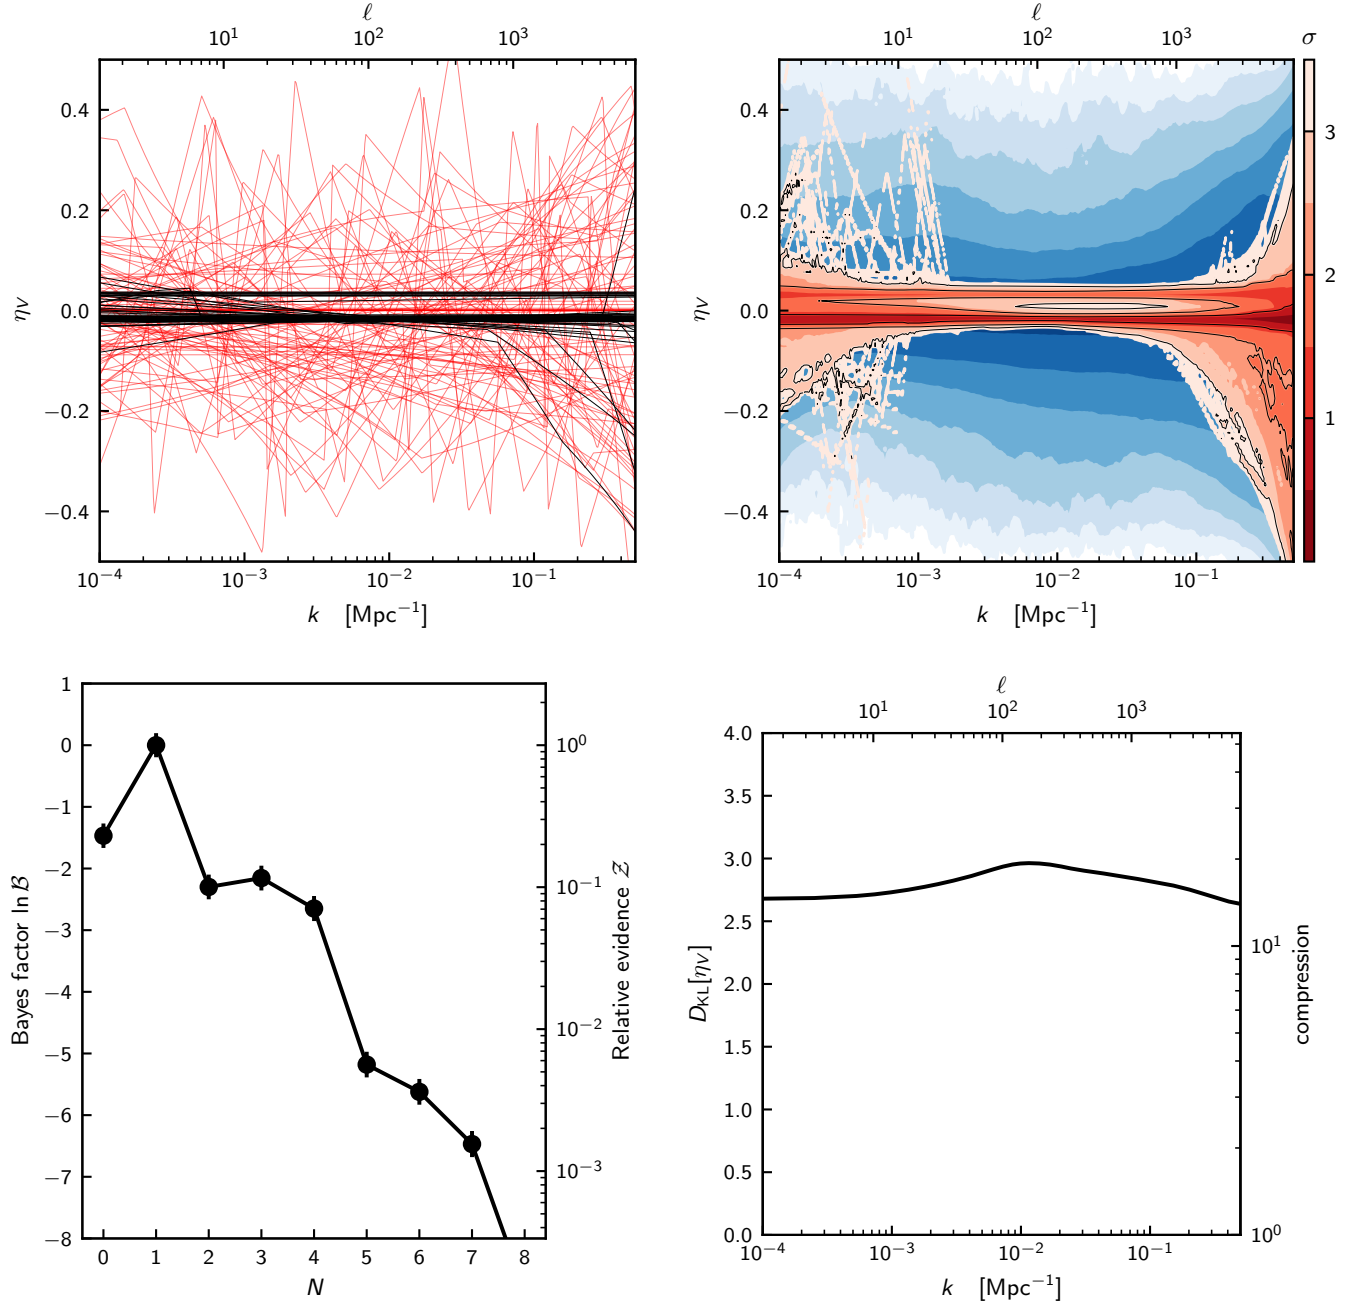 ℓ
10^1 10^2 10^3
0.4
0.2
0.0
−0.2
−0.4
η_V
10^−4 10^−3 10^−2 10^−1
k [Mpc^−1]
ℓ
10^1 10^2 10^3
σ
0.4
0.2
0.0
−0.2
−0.4
η_V
3
2
1
10^−4 10^−3 10^−2 10^−1
k [Mpc^−1]
1
0
−1
−2
−3
−4
−5
−6
−7
−8
Bayes factor ln ℬ
10^0
10^−1
10^−2
10^−3
Relative evidence 𝒵
0 1 2 3 4 5 6 7 8
N
ℓ
10^1 10^2 10^3
4.0
3.5
3.0
2.5
2.0
1.5
1.0
0.5
0.0
D_KL[η_V]
10^1
10^0
compression
10^−4 10^−3 10^−2 10^−1
k [Mpc^−1]